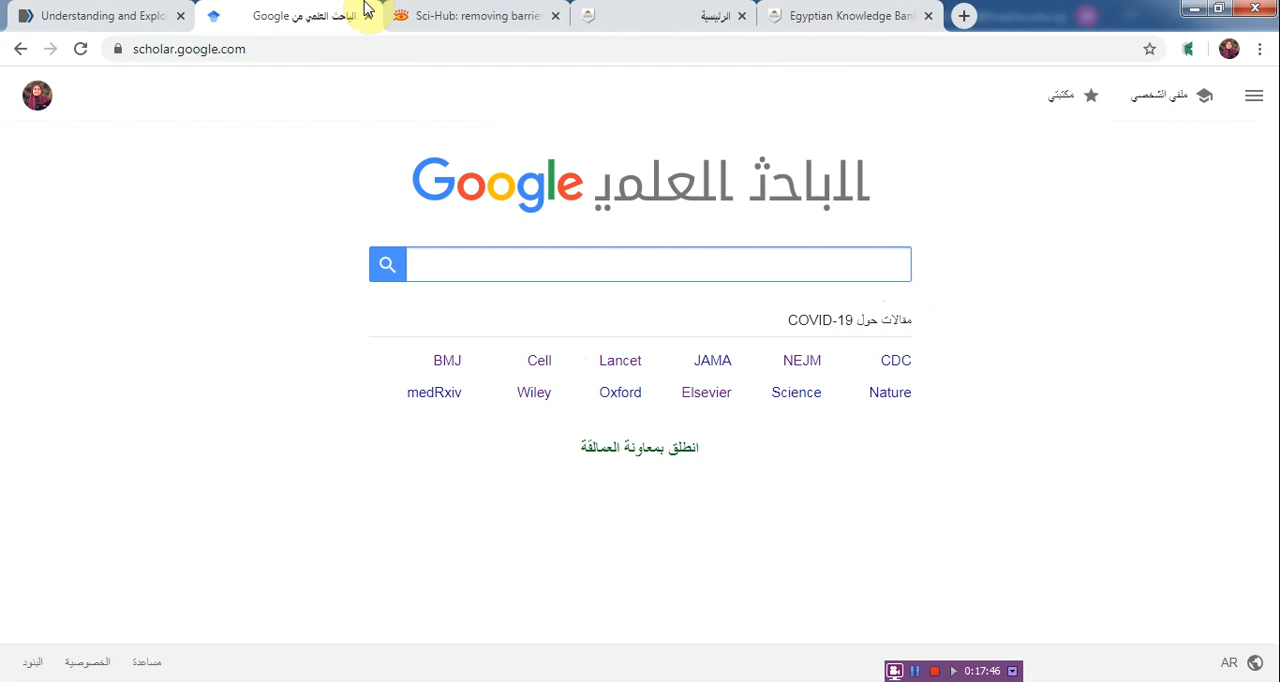 Understanding and Explo
Google الباحث العلمي من
Sci-Hub: removing barrie
الرئيسية
Egyptian Knowledge Ban
scholar.google.com
ملفي الشخصي
مكتبتي
الباحث العلمي Google
مقالات حول COVID-19
BMJ Cell Lancet JAMA NEJM CDC
medRxiv Wiley Oxford Elsevier Science Nature
انطلق بمعاونة العمالقة
البنود الخصوصية مساعدة
AR
0:17:46